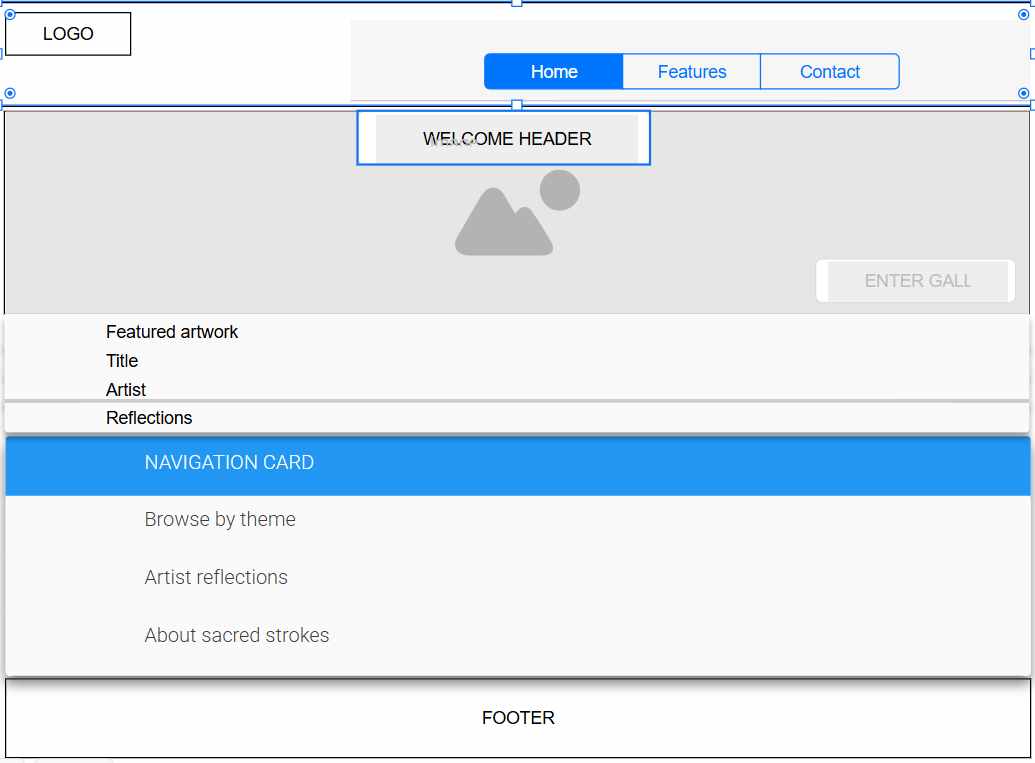 LOGO
Home
Features
Contact
WELCOME HEADER
ENTER GALL
Featured artwork
Title
Artist
Reflections
NAVIGATION CARD
Browse by theme
Artist reflections
About sacred strokes
FOOTER